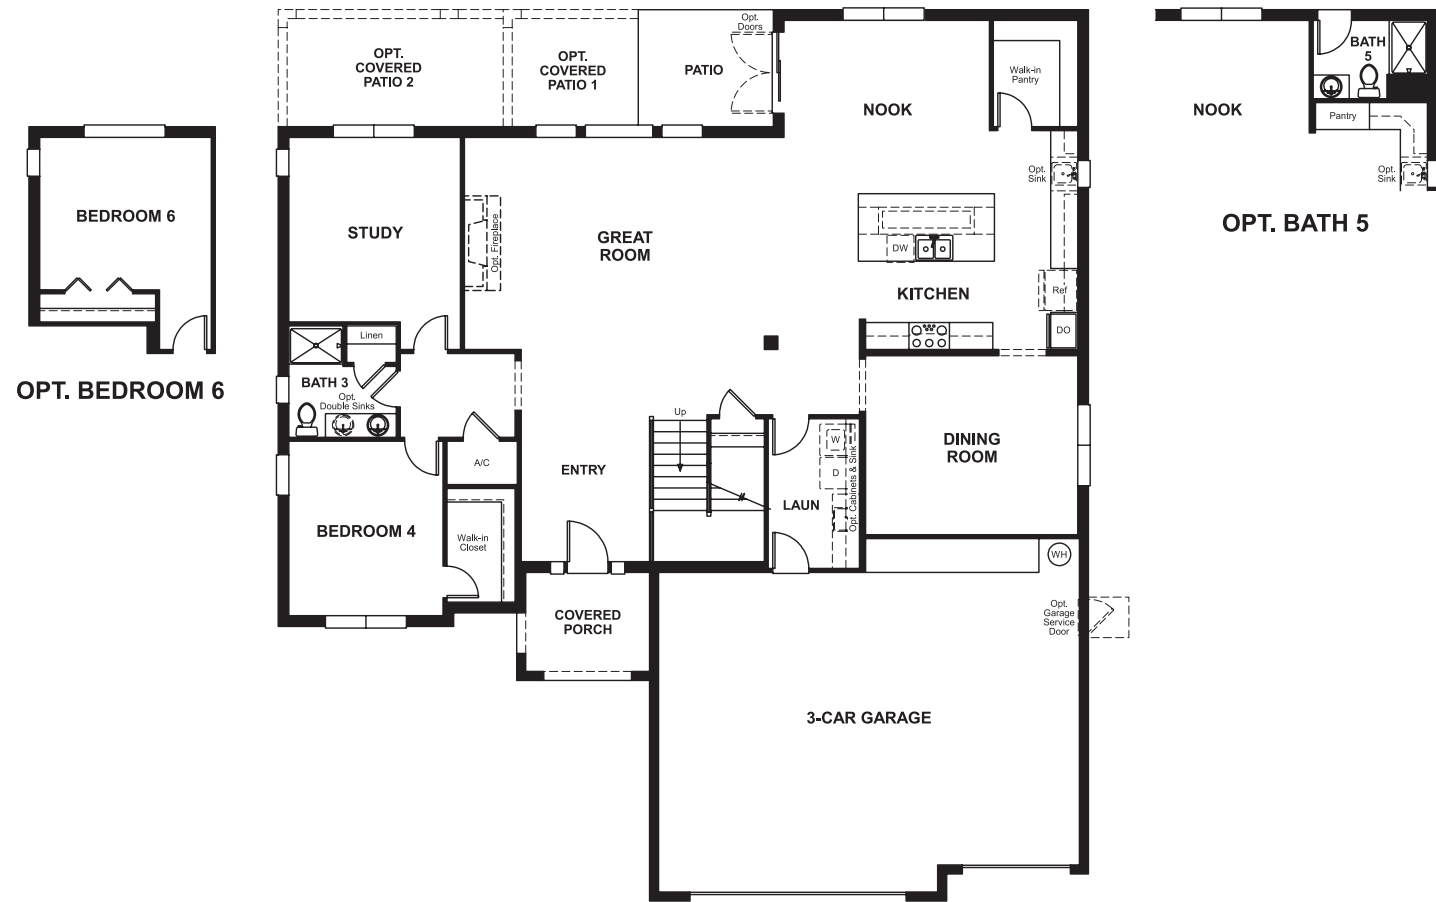 OPT.
COVERED
PATIO 2
OPT.
COVERED
PATIO 1
PATIO
Opt.
Doors
NOOK
Walk-in
Pantry
BATH
5
NOOK
Pantry
Opt.
Sink
OPT. BATH 5
BEDROOM 6
OPT. BEDROOM 6
STUDY
Opt. Fireplace
GREAT
ROOM
Opt.
Sink
DW
KITCHEN
Ref
DO
Linen
BATH 3
Opt.
Double Sinks
Up
W
D
Opt. Cabinets & Sink
LAUN
DINING
ROOM
ENTRY
A/C
BEDROOM 4
Walk-in
Closet
WH
COVERED
PORCH
Opt.
Garage
Service
Door
3-CAR GARAGE